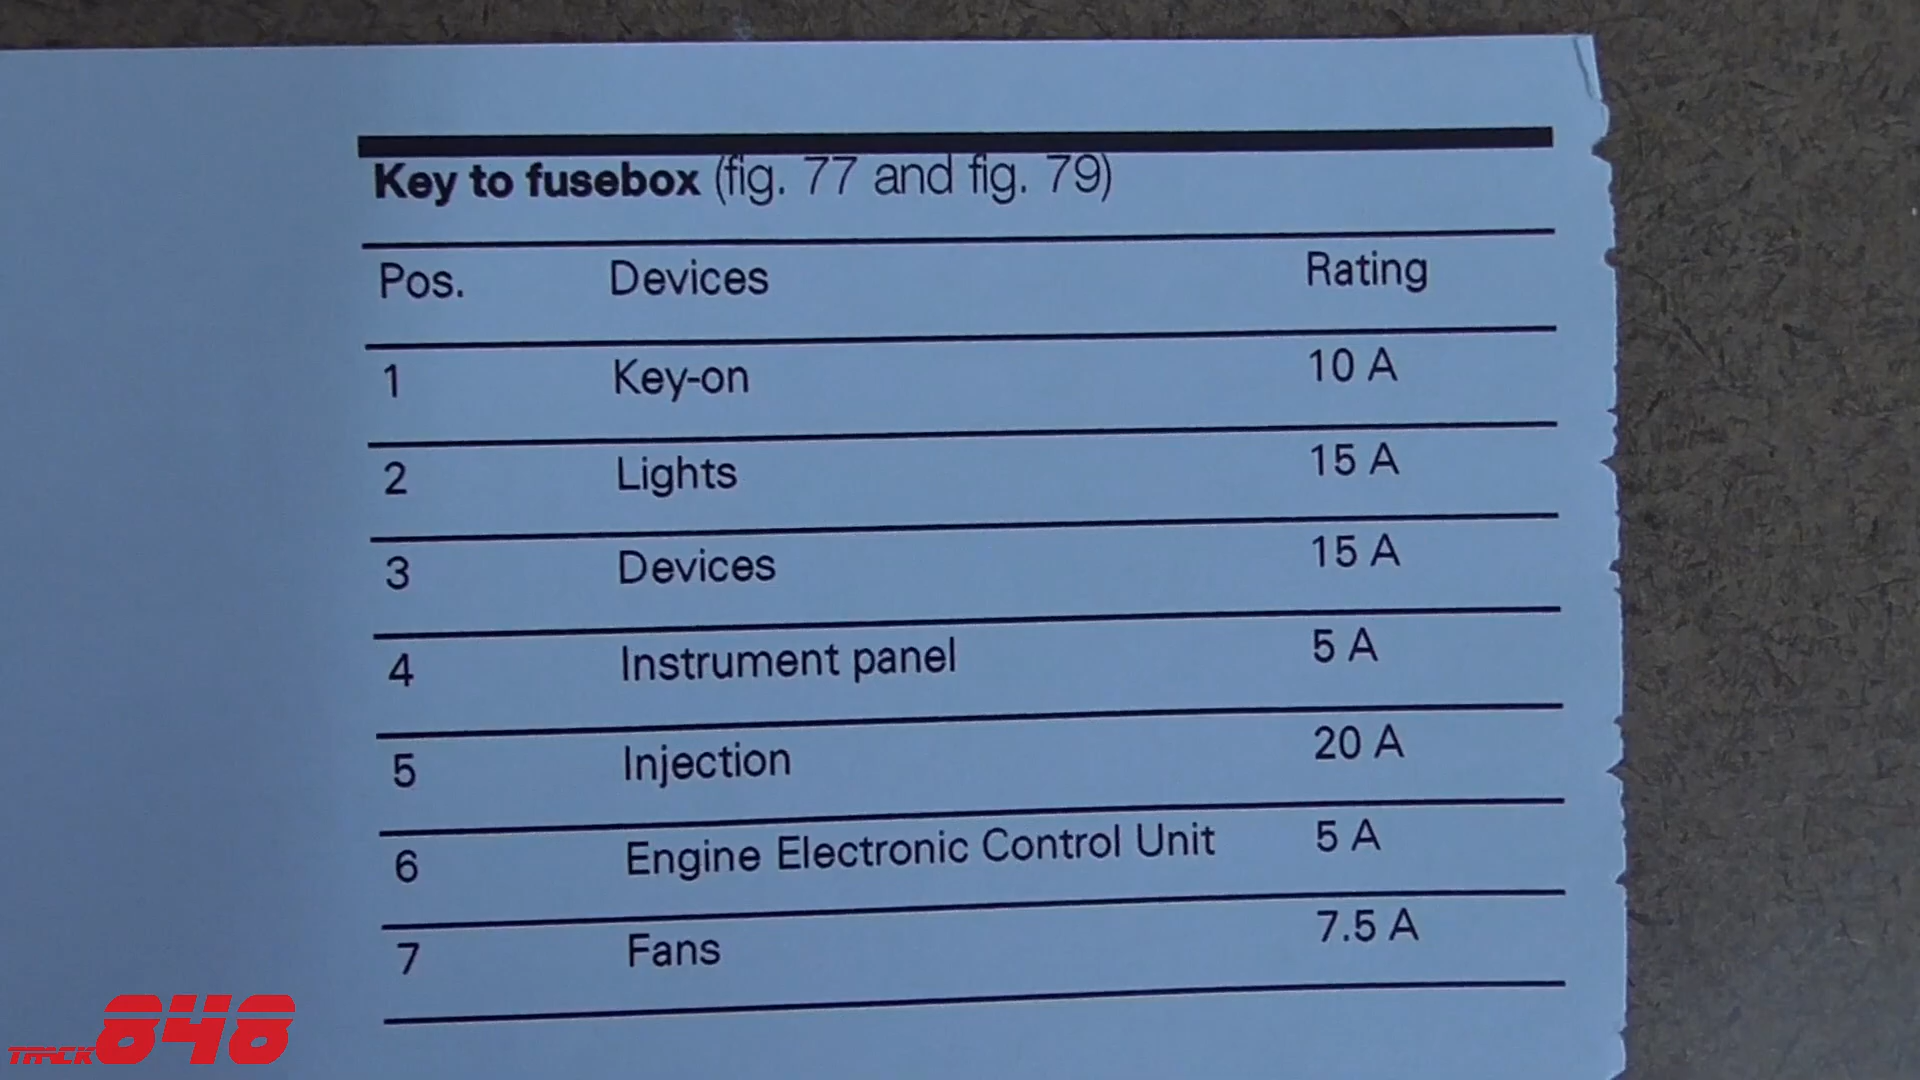 Key to fusebox (fig. 77 and fig. 79)
Pos. Devices Rating
1 Key-on 10 A
2 Lights 15 A
3 Devices 15 A
4 Instrument panel 5 A
5 Injection 20 A
6 Engine Electronic Control Unit 5 A
7 Fans 7.5 A
TRACK 848